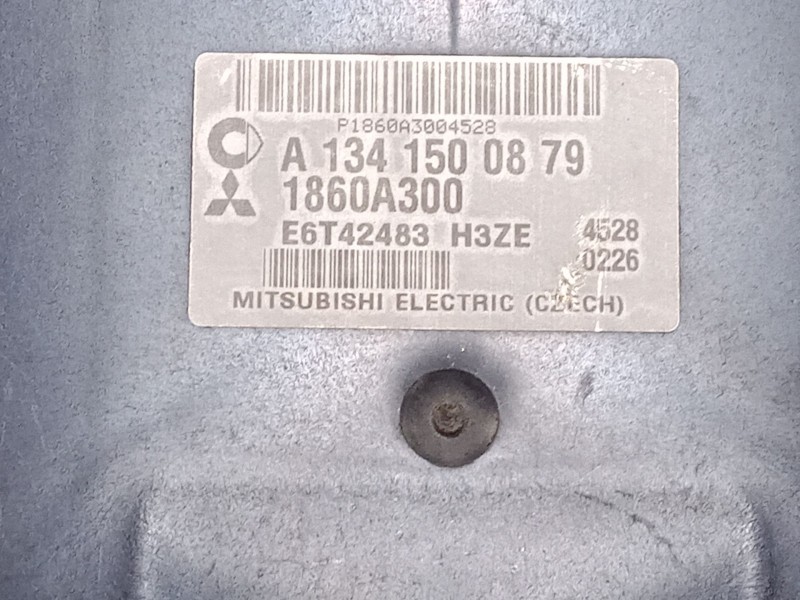 P1860A3004528
A 134 150 08 79
1860A300
E6T42483 H3ZE 4528
0226
MITSUBISHI ELECTRIC (CZECH)